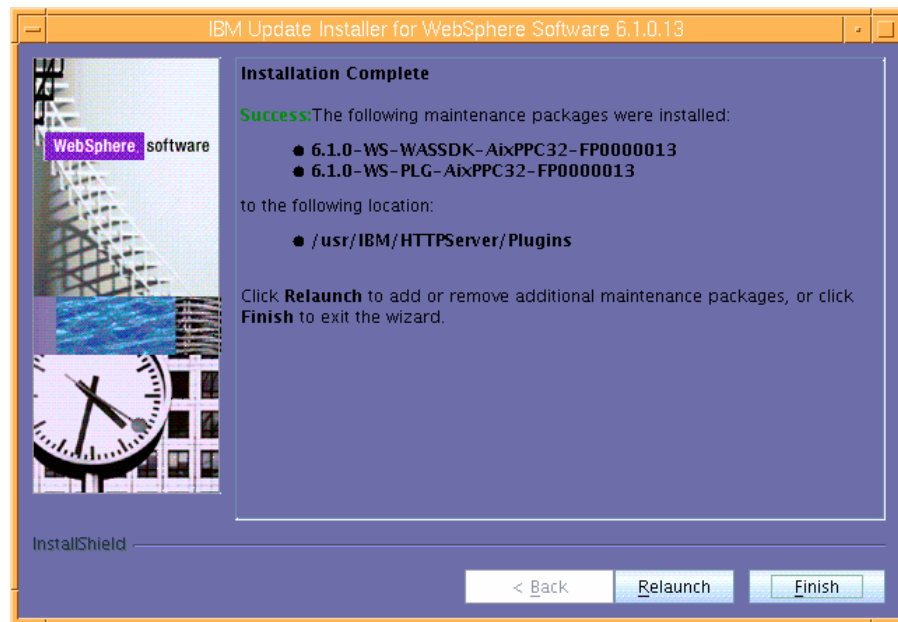 IBM Update Installer for WebSphere Software 6.1.0.13
WebSphere software
Installation Complete
Success:The following maintenance packages were installed:
6.1.0-WS-WASSDK-AixPPC32-FP0000013
6.1.0-WS-PLG-AixPPC32-FP0000013
to the following location:
/usr/IBM/HTTPServer/Plugins
Click Relaunch to add or remove additional maintenance packages, or click
Finish to exit the wizard.
InstallShield
< Back
Relaunch
Finish